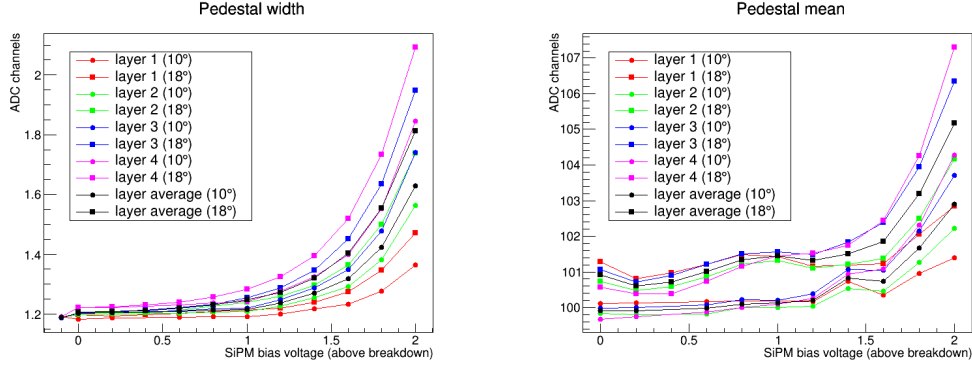 Pedestal width
ADC channels
2
1.8
1.6
1.4
1.2
layer 1 (10º)
layer 1 (18º)
layer 2 (10º)
layer 2 (18º)
layer 3 (10º)
layer 3 (18º)
layer 4 (10º)
layer 4 (18º)
layer average (10º)
layer average (18º)
0 0.5 1 1.5 2
SiPM bias voltage (above breakdown)
Pedestal mean
ADC channels
107
106
105
104
103
102
101
100
layer 1 (10º)
layer 1 (18º)
layer 2 (10º)
layer 2 (18º)
layer 3 (10º)
layer 3 (18º)
layer 4 (10º)
layer 4 (18º)
layer average (10º)
layer average (18º)
0 0.5 1 1.5 2
SiPM bias voltage (above breakdown)